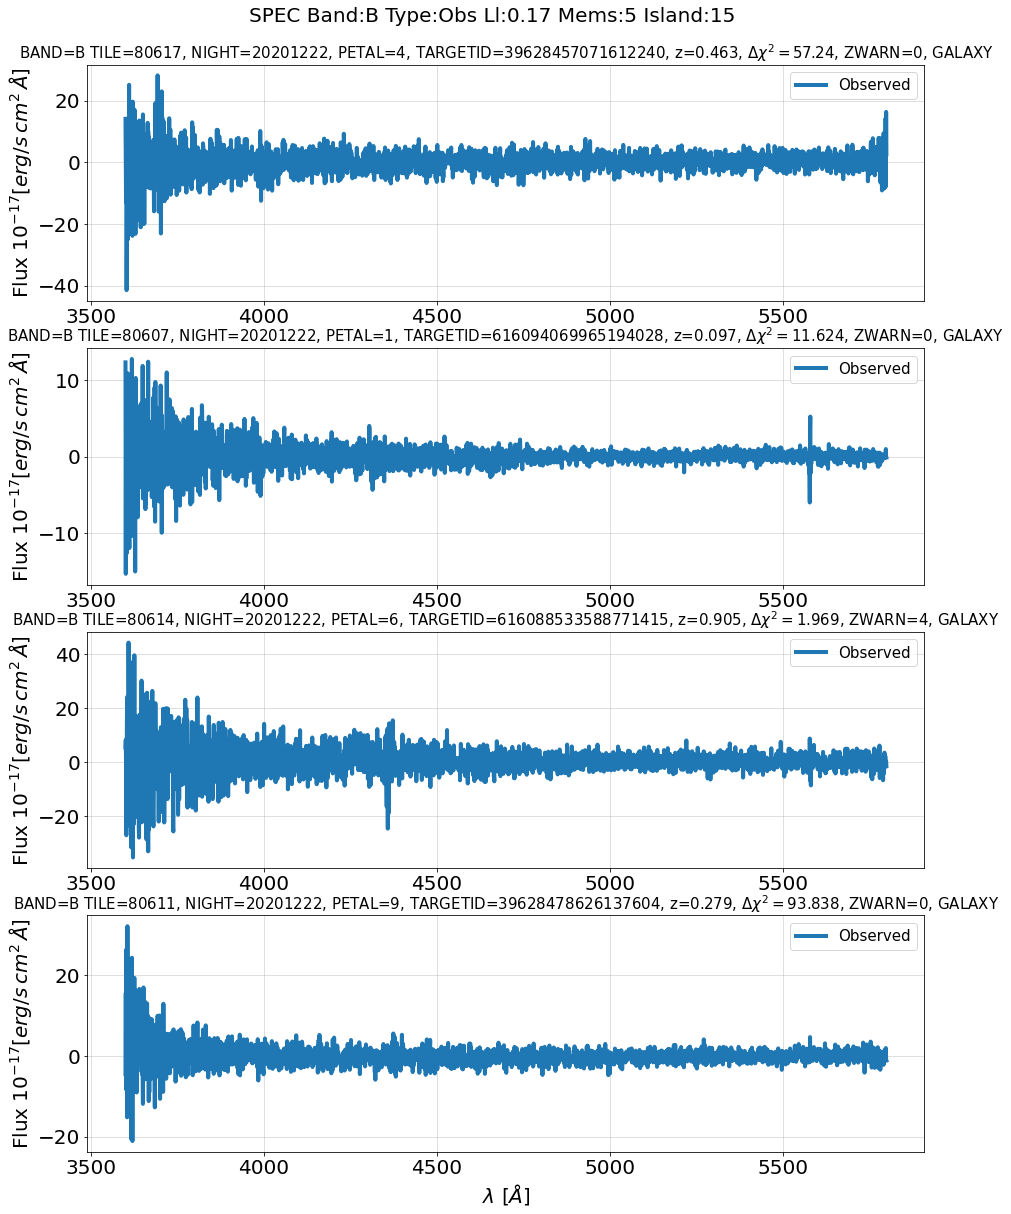 SPEC Band:B Type:Obs Ll:0.17 Mems:5 Island:15
BAND=B TILE=80617, NIGHT=20201222, PETAL=4, TARGETID=39628457071612240, z=0.463, Δχ² = 57.24, ZWARN=0, GALAXY
Observed
Flux 10⁻¹⁷[erg/s cm² Å]
20
0
−20
−40
3500 4000 4500 5000 5500
BAND=B TILE=80607, NIGHT=20201222, PETAL=1, TARGETID=616094069965194028, z=0.097, Δχ² = 11.624, ZWARN=0, GALAXY
Observed
Flux 10⁻¹⁷[erg/s cm² Å]
10
0
−10
3500 4000 4500 5000 5500
BAND=B TILE=80614, NIGHT=20201222, PETAL=6, TARGETID=616088533588771415, z=0.905, Δχ² = 1.969, ZWARN=4, GALAXY
Observed
Flux 10⁻¹⁷[erg/s cm² Å]
40
20
0
−20
3500 4000 4500 5000 5500
BAND=B TILE=80611, NIGHT=20201222, PETAL=9, TARGETID=39628478626137604, z=0.279, Δχ² = 93.838, ZWARN=0, GALAXY
Observed
Flux 10⁻¹⁷[erg/s cm² Å]
20
0
−20
3500 4000 4500 5000 5500
λ [Å]